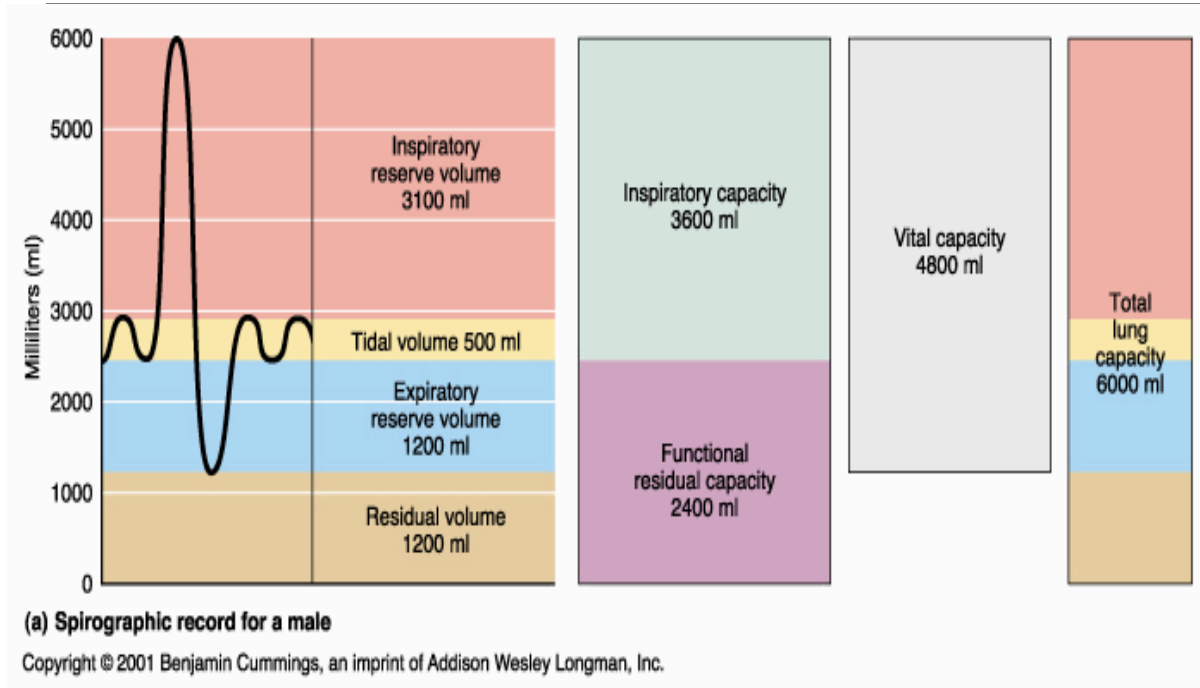 6000
5000
4000
3000
2000
1000
0
Milliliters (ml)
Inspiratory
reserve volume
3100 ml
Tidal volume 500 ml
Expiratory
reserve volume
1200 ml
Residual volume
1200 ml
Inspiratory capacity
3600 ml
Functional
residual capacity
2400 ml
Vital capacity
4800 ml
Total
lung
capacity
6000 ml
(a) Spirographic record for a male
Copyright © 2001 Benjamin Cummings, an imprint of Addison Wesley Longman, Inc.